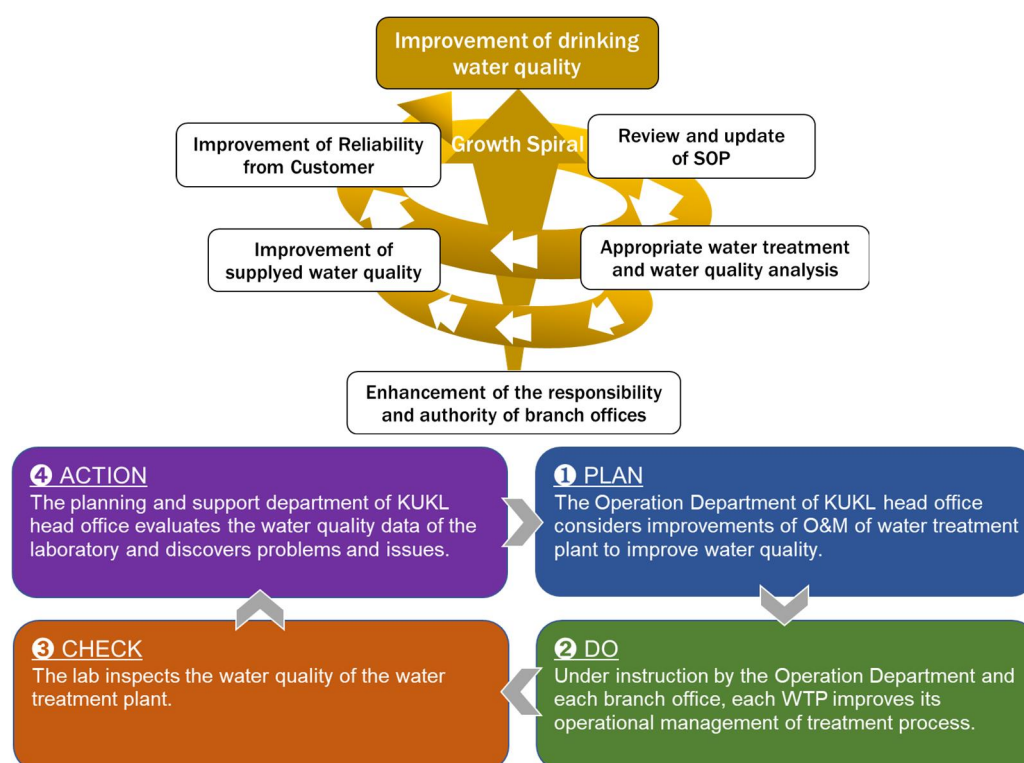 Improvement of drinking
water quality
Growth Spiral
Improvement of Reliability
from Customer
Review and update
of SOP
Improvement of
supplyed water quality
Appropriate water treatment
and water quality analysis
Enhancement of the responsibility
and authority of branch offices
❹ ACTION
The planning and support department of KUKL
head office evaluates the water quality data of the
laboratory and discovers problems and issues.
❶ PLAN
The Operation Department of KUKL head office
considers improvements of O&M of water treatment
plant to improve water quality.
❸ CHECK
The lab inspects the water quality of the water
treatment plant.
❷ DO
Under instruction by the Operation Department and
each branch office, each WTP improves its
operational management of treatment process.